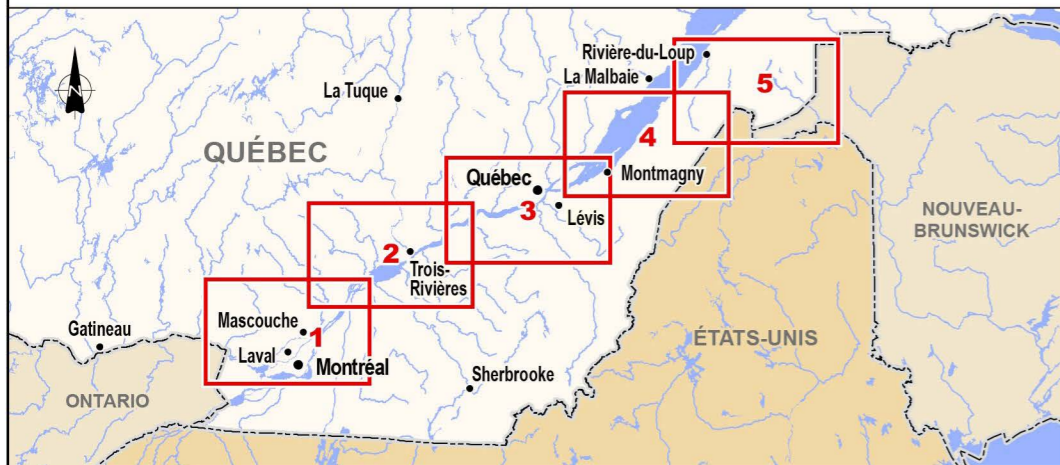 N
Rivière-du-Loup
La Malbaie
5
La Tuque
4
QUÉBEC
Québec
Montmagny
3
Lévis
NOUVEAU-
BRUNSWICK
2
Trois-
Rivières
Mascouche
1
Gatineau
Laval
Montréal
ÉTATS-UNIS
Sherbrooke
ONTARIO